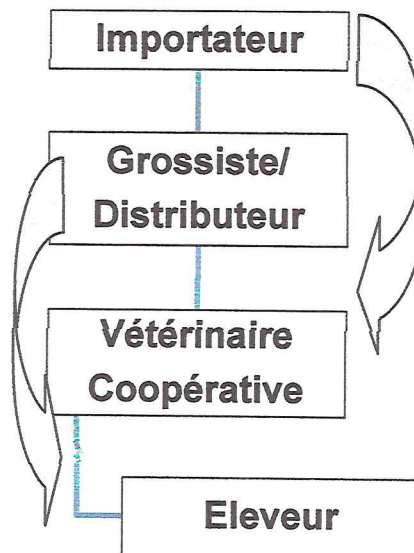 Importateur
Grossiste/
Distributeur
Vétérinaire
Coopérative
Eleveur